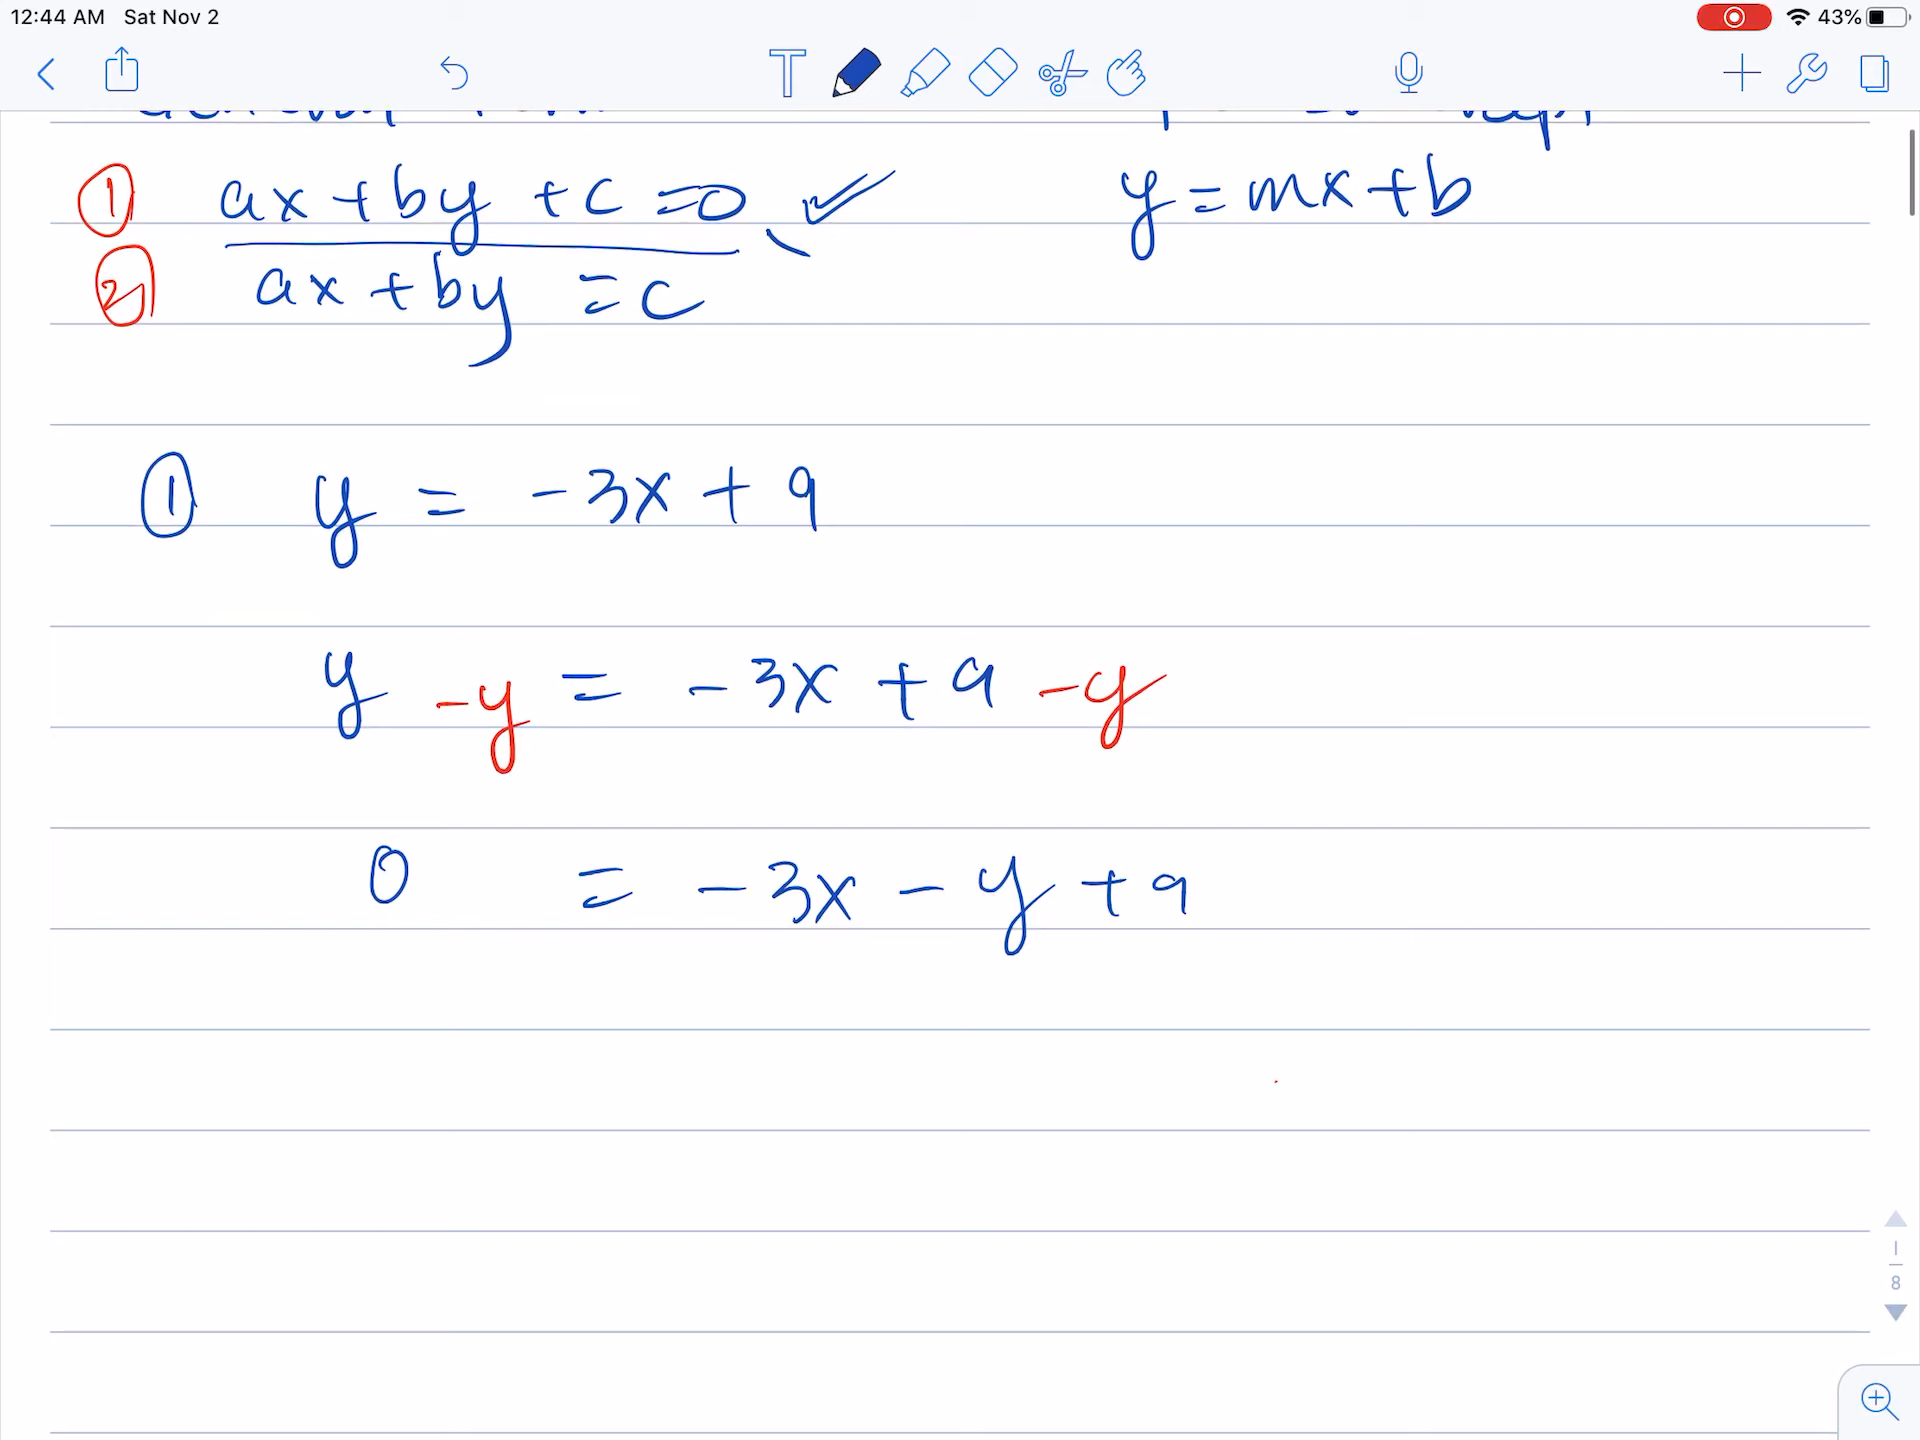 12:44 AM Sat Nov 2 43%
T
① ax + by + c = 0 y = mx + b
② ax + by = c
① y = -3x + 9
y - y = -3x + 9 - y
0 = -3x - y + 9
1
8